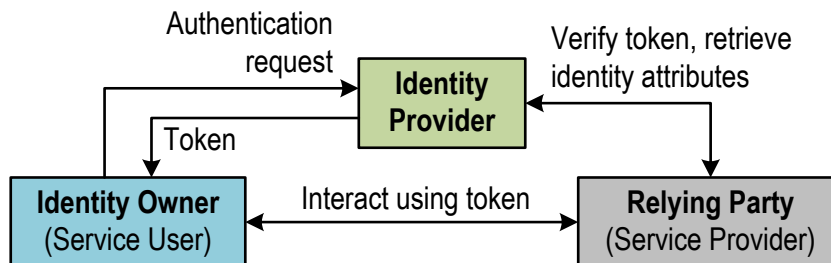 Authentication
request
Verify token, retrieve
identity attributes
Identity
Provider
Token
Identity Owner
(Service User)
Interact using token
Relying Party
(Service Provider)